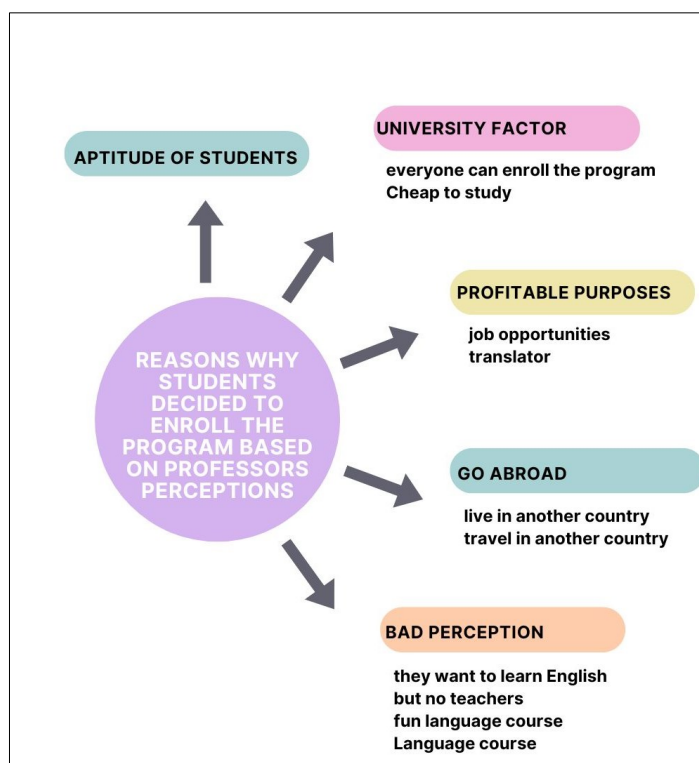 APTITUDE OF STUDENTS
UNIVERSITY FACTOR
everyone can enroll the program
Cheap to study
PROFITABLE PURPOSES
job opportunities
translator
REASONS WHY
STUDENTS
DECIDED TO
ENROLL THE
PROGRAM BASED
ON PROFESSORS
PERCEPTIONS
GO ABROAD
live in another country
travel in another country
BAD PERCEPTION
they want to learn English
but no teachers
fun language course
Language course